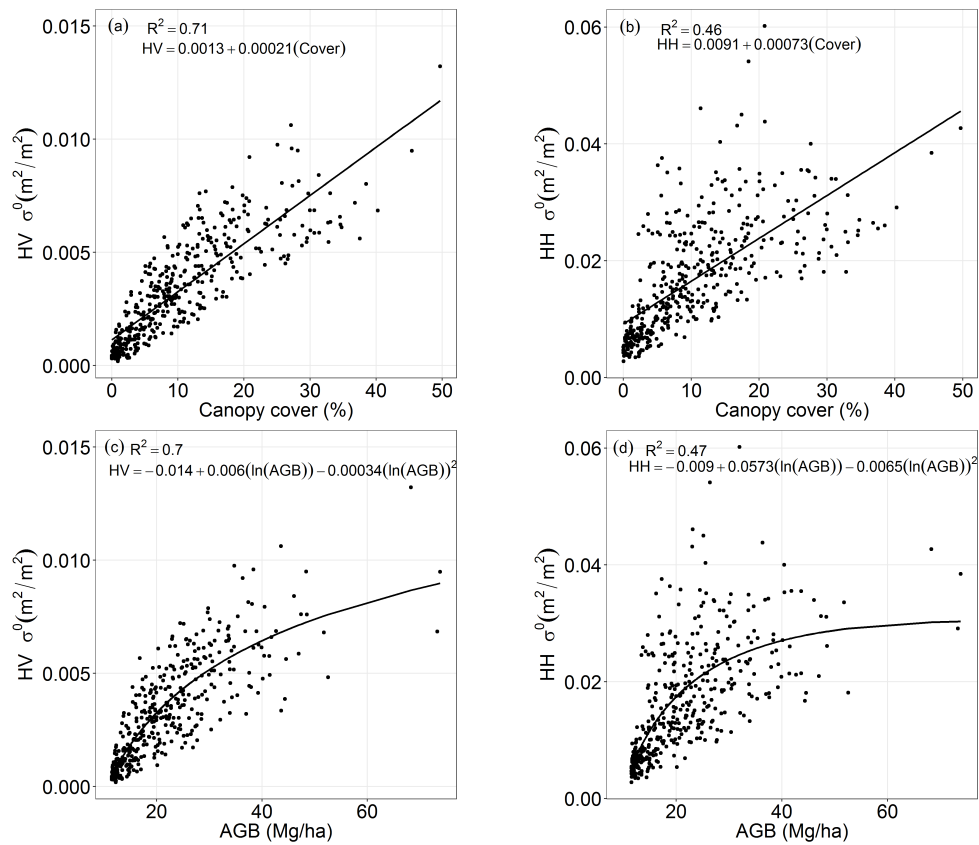 (a) R² = 0.71
HV = 0.0013 + 0.00021(Cover)
0.015
0.010
0.005
0.000
HV σ⁰(m²/m²)
0 10 20 30 40 50
Canopy cover (%)
(b) R² = 0.46
HH = 0.0091 + 0.00073(Cover)
0.06
0.04
0.02
0.00
HH σ⁰(m²/m²)
0 10 20 30 40 50
Canopy cover (%)
(c) R² = 0.7
HV = −0.014 + 0.006(ln(AGB)) − 0.00034(ln(AGB))²
0.015
0.010
0.005
0.000
HV σ⁰(m²/m²)
20 40 60
AGB (Mg/ha)
(d) R² = 0.47
HH = −0.009 + 0.0573(ln(AGB)) − 0.0065(ln(AGB))²
0.06
0.04
0.02
0.00
HH σ⁰(m²/m²)
20 40 60
AGB (Mg/ha)